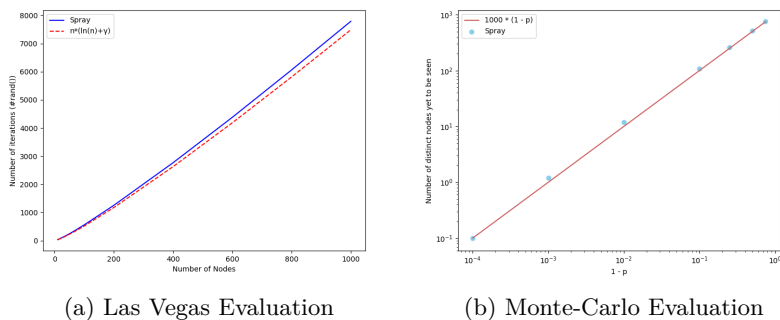 Spray
n*(ln(n)+γ)
8000
7000
6000
5000
4000
3000
2000
1000
0
Number of iterations (#rand())
0 200 400 600 800 1000
Number of Nodes
(a) Las Vegas Evaluation
1000 * (1 - p)
Spray
10³
10²
10¹
10⁰
10⁻¹
Number of distinct nodes yet to be seen
10⁻⁴ 10⁻³ 10⁻² 10⁻¹ 10⁰
1 - p
(b) Monte-Carlo Evaluation